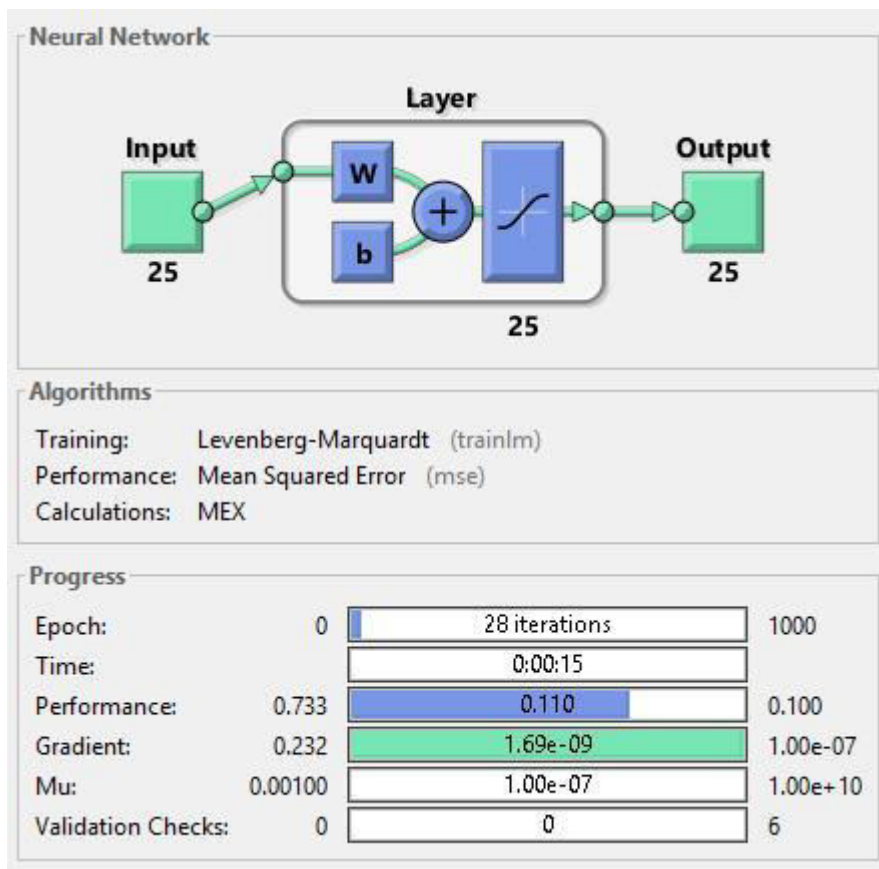 Neural Network
Layer
Input
Output
W
b
+
25
25
25
Algorithms
Training: Levenberg-Marquardt (trainlm)
Performance: Mean Squared Error (mse)
Calculations: MEX
Progress
Epoch: 0 28 iterations 1000
Time: 0:00:15
Performance: 0.733 0.110 0.100
Gradient: 0.232 1.69e-09 1.00e-07
Mu: 0.00100 1.00e-07 1.00e+10
Validation Checks: 0 0 6